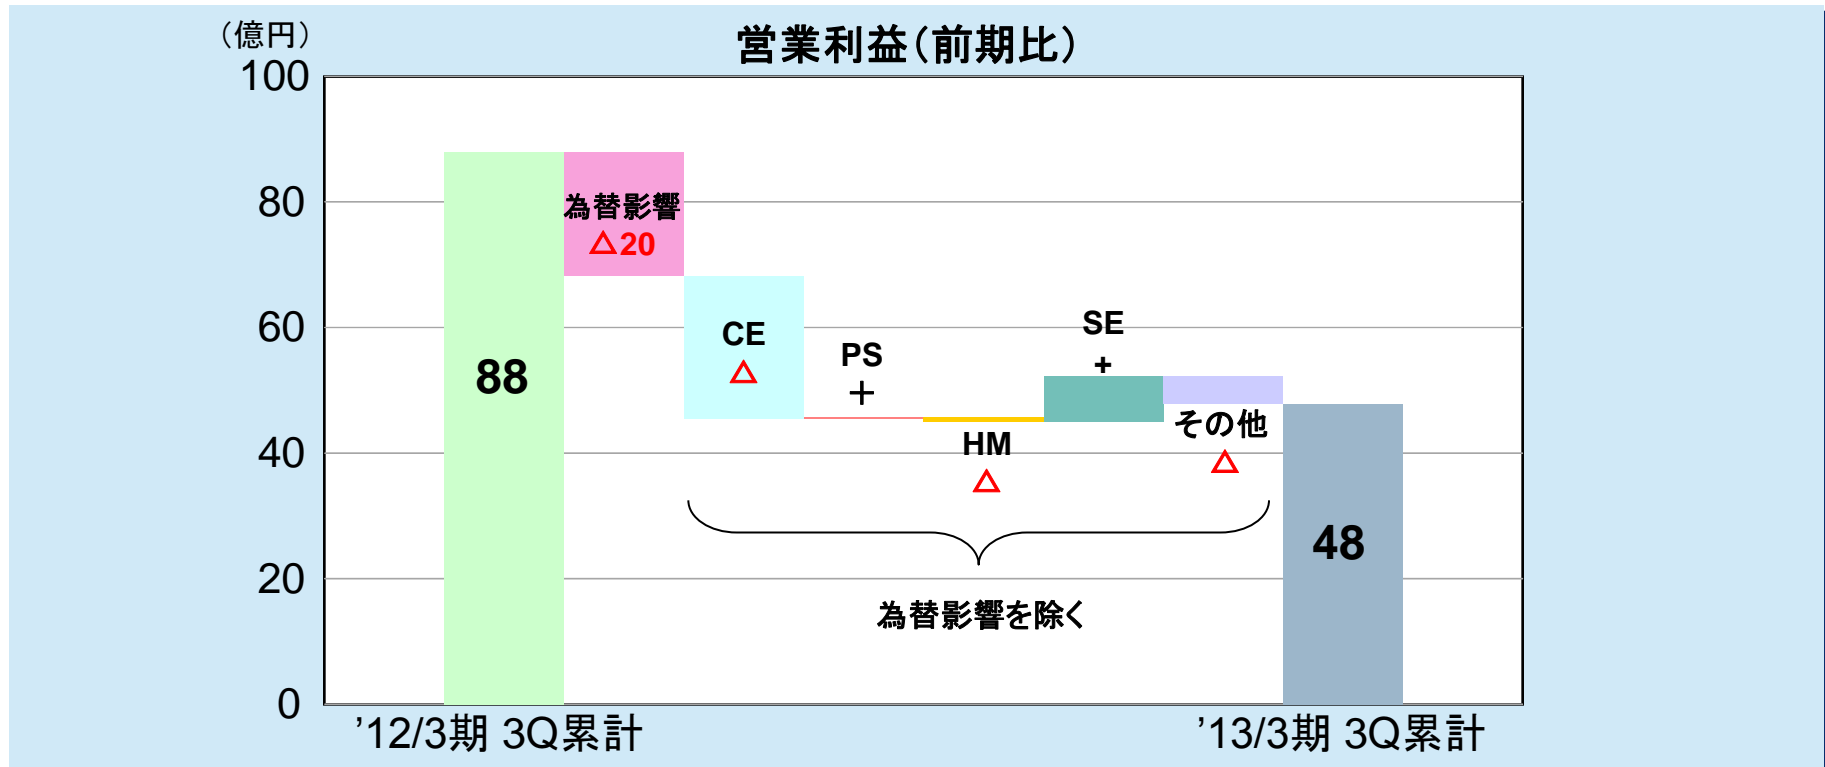 （億円）
営業利益（前期比）
100
80
60
40
20
0
88
為替影響
△20
CE
△
PS
＋
HM
△
SE
+
その他
△
48
為替影響を除く
’12/3期 3Q累計
’13/3期 3Q累計